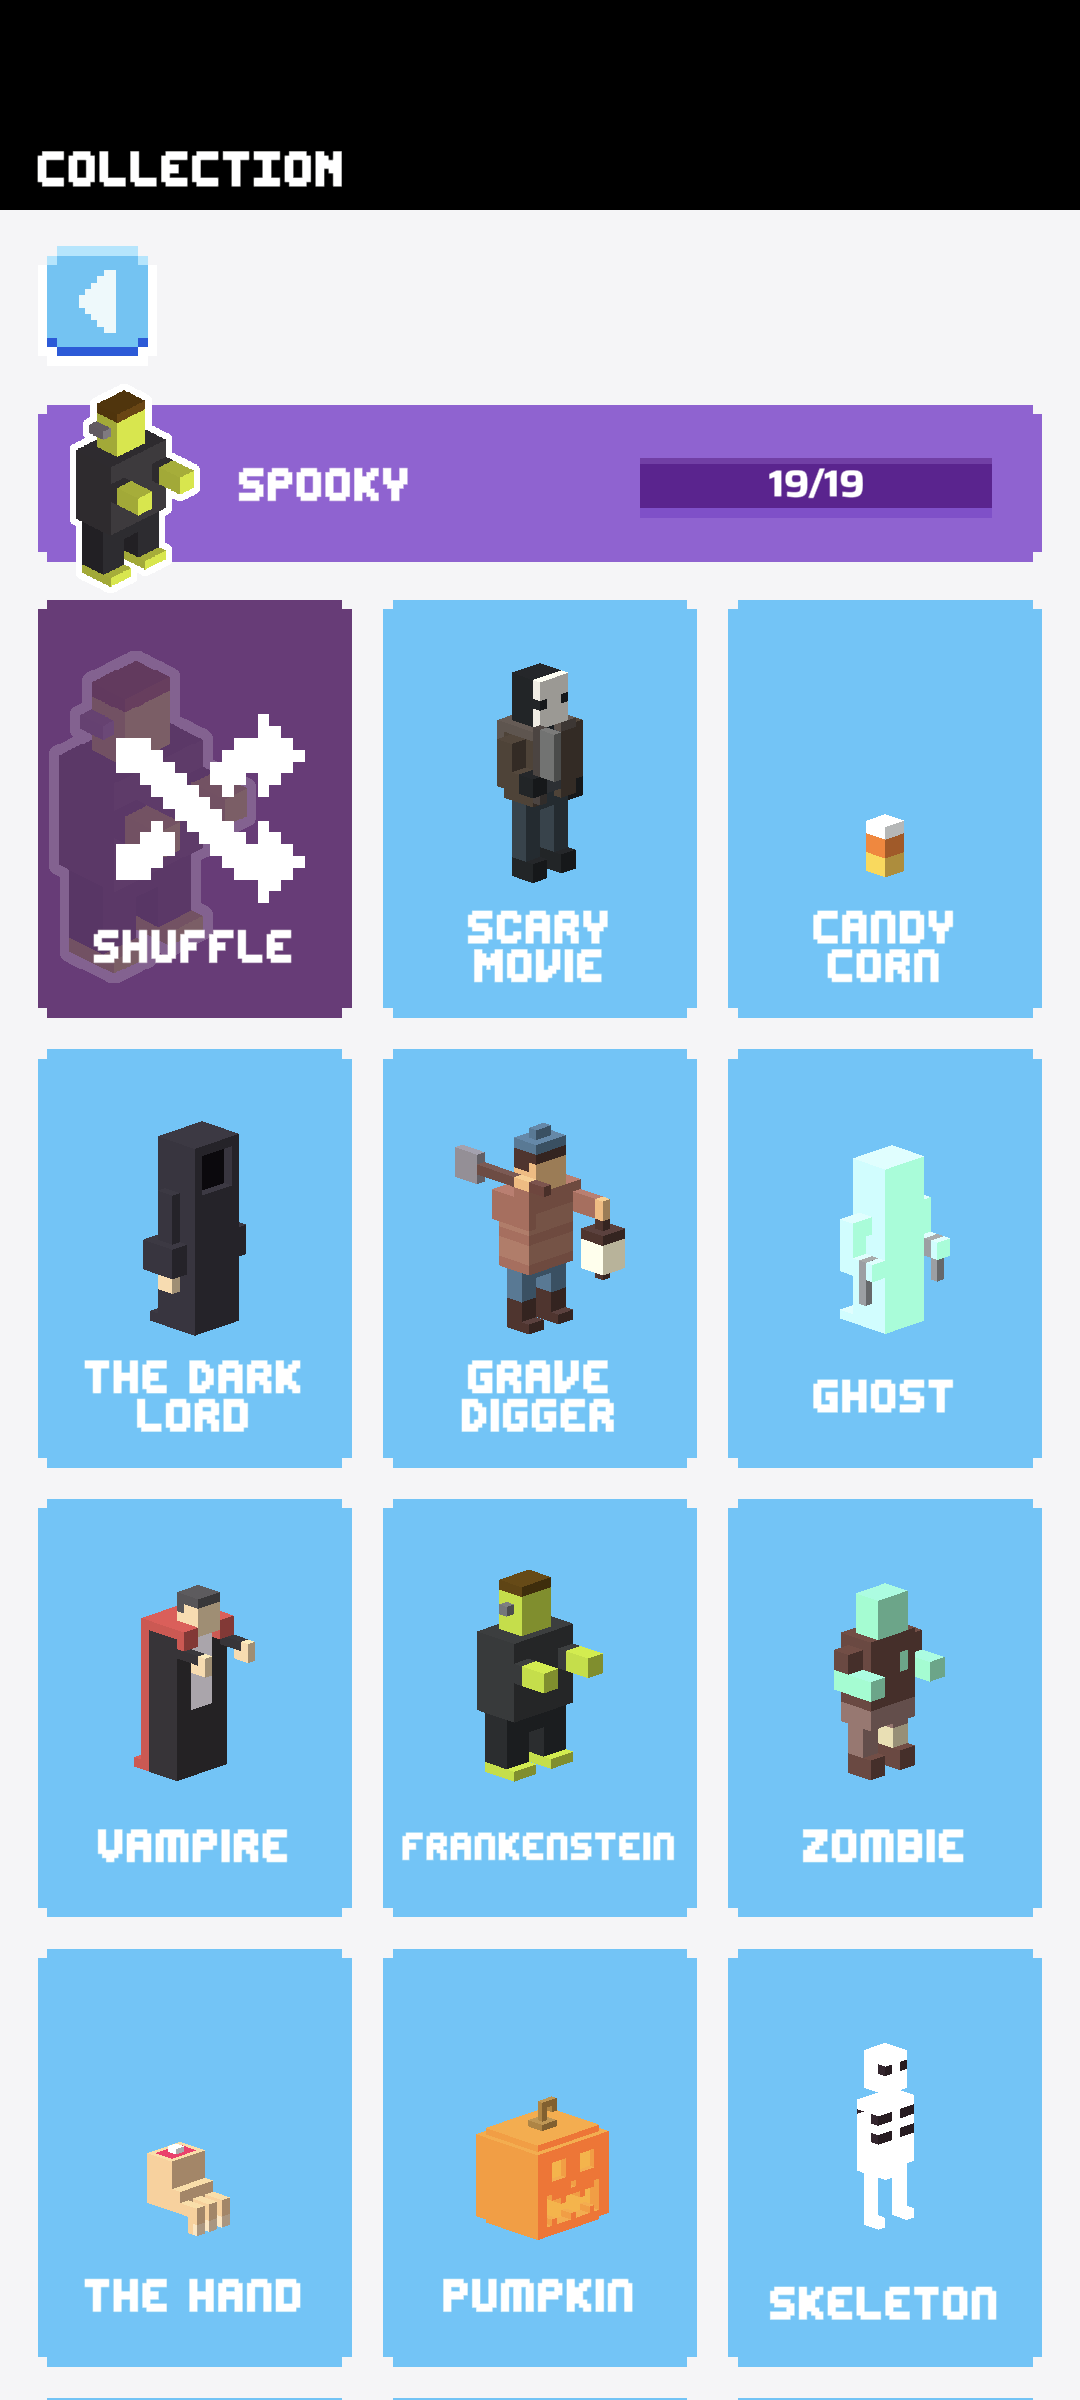 COLLECTION
SPOOKY
19/19
SHUFFLE
SCARY
MOVIE
CANDY
CORN
THE DARK
LORD
GRAVE
DIGGER
GHOST
VAMPIRE
FRANKENSTEIN
ZOMBIE
THE HAND
PUMPKIN
SKELETON